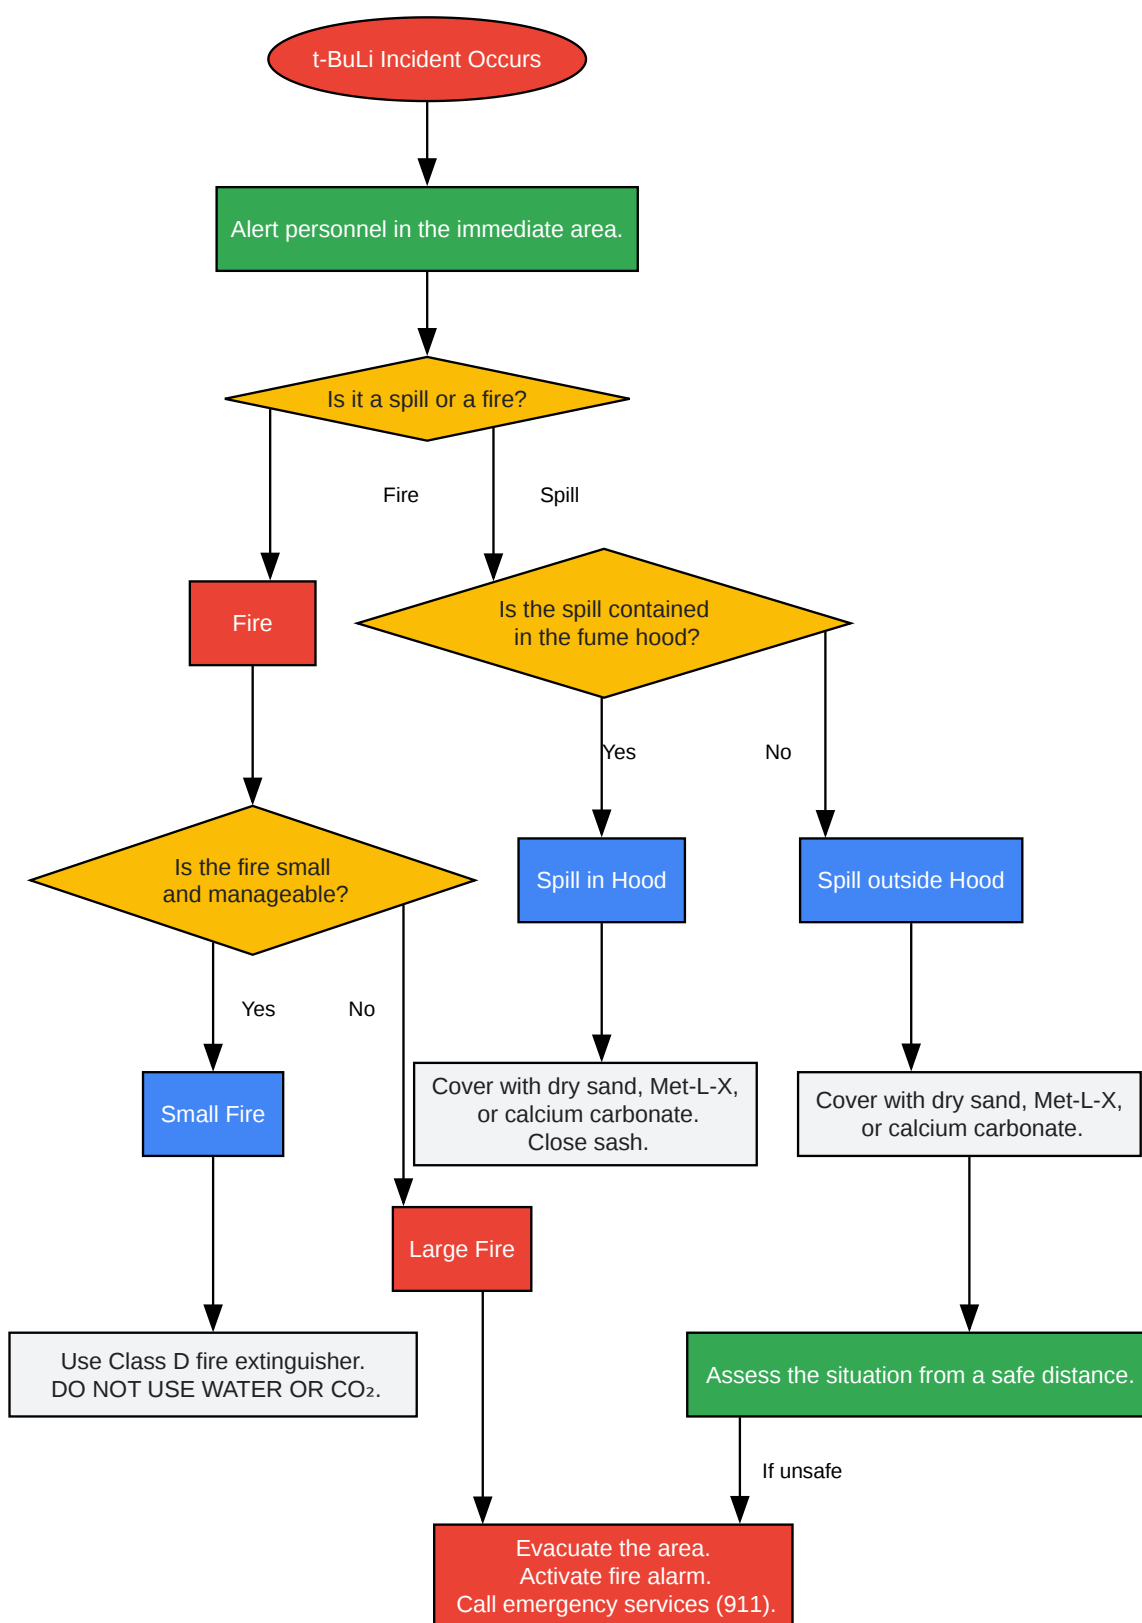 t-BuLi Incident Occurs
Alert personnel in the immediate area.
Is it a spill or a fire?
Fire
Spill
Fire
Is the spill contained
in the fume hood?
Yes
No
Is the fire small
and manageable?
Spill in Hood
Spill outside Hood
Yes
No
Small Fire
Cover with dry sand, Met-L-X,
or calcium carbonate.
Close sash.
Cover with dry sand, Met-L-X,
or calcium carbonate.
Large Fire
Use Class D fire extinguisher.
DO NOT USE WATER OR CO₂.
Assess the situation from a safe distance.
If unsafe
Evacuate the area.
Activate fire alarm.
Call emergency services (911).